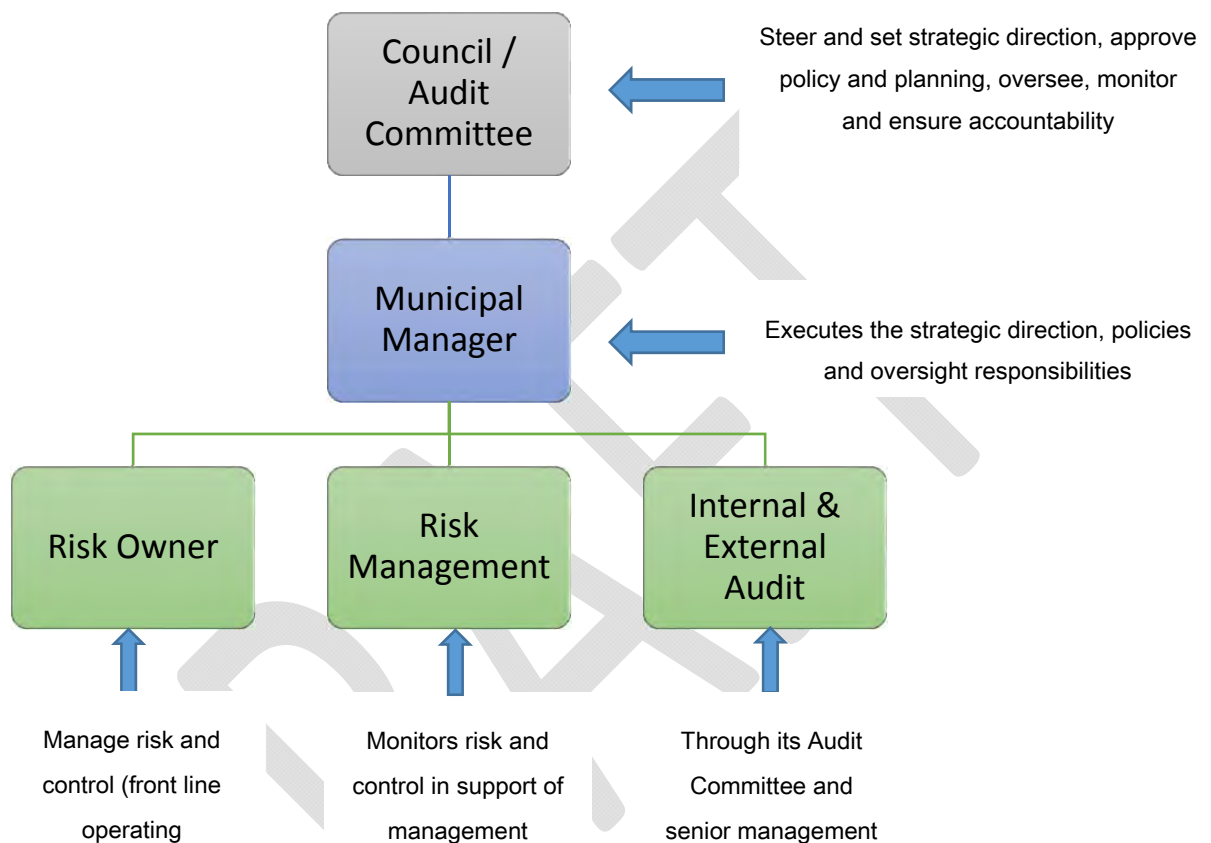 Council /
Audit
Committee
Steer and set strategic direction, approve
policy and planning, oversee, monitor
and ensure accountability
Municipal
Manager
Executes the strategic direction, policies
and oversight responsibilities
Risk Owner
Risk
Management
Internal &
External
Audit
Manage risk and
control (front line
operating
Monitors risk and
control in support of
management
Through its Audit
Committee and
senior management
DRAFT